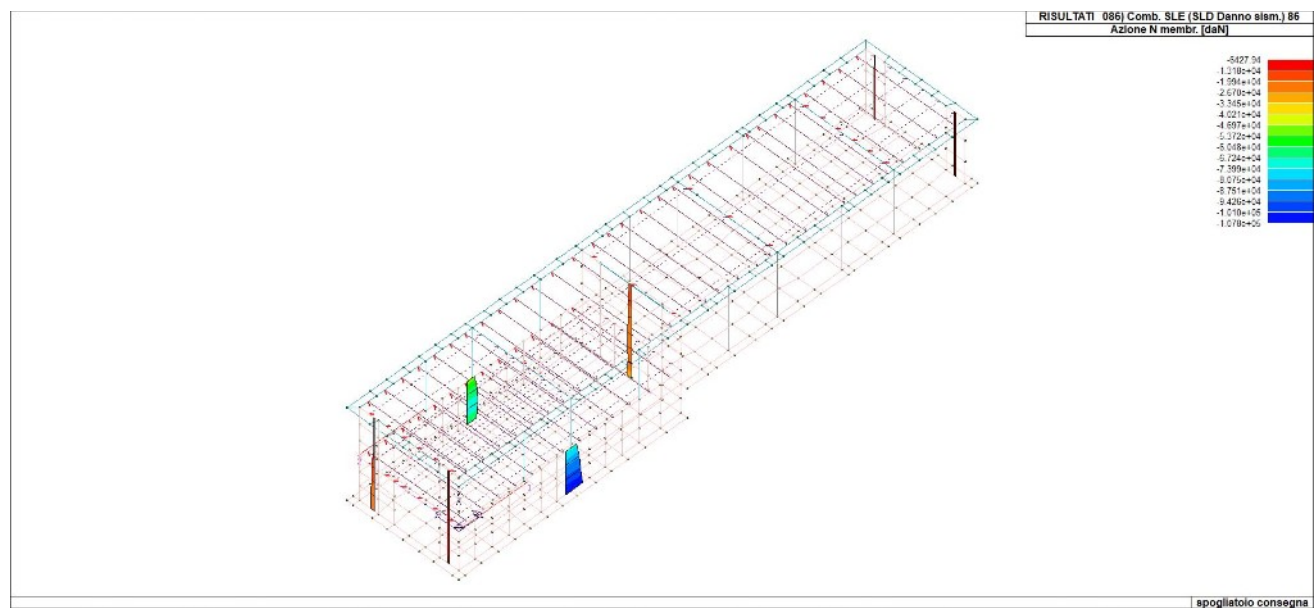 RISULTATI 086) Comb. SLE (SLD Danno sism.) 86
Azione N membr. [daN]
-6427.94
-1.318e+04
-1.994e+04
-2.670e+04
-3.345e+04
-4.021e+04
-4.697e+04
-5.372e+04
-6.048e+04
-6.724e+04
-7.399e+04
-8.075e+04
-8.751e+04
-9.426e+04
-1.010e+05
-1.078e+05
spogliatoio consegna